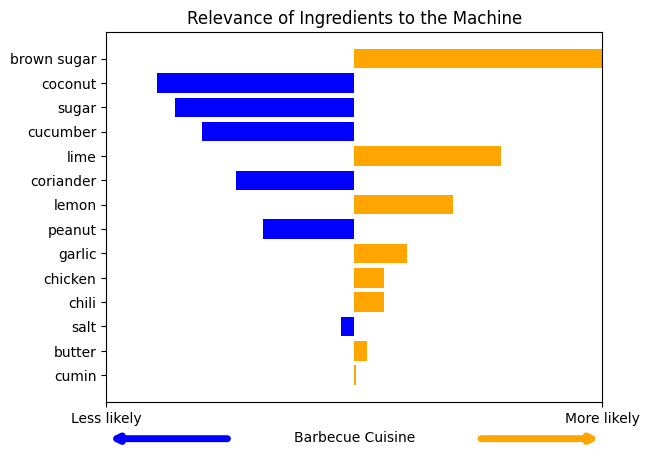 Relevance of Ingredients to the Machine
brown sugar
coconut
sugar
cucumber
lime
coriander
lemon
peanut
garlic
chicken
chili
salt
butter
cumin
Less likely
More likely
Barbecue Cuisine